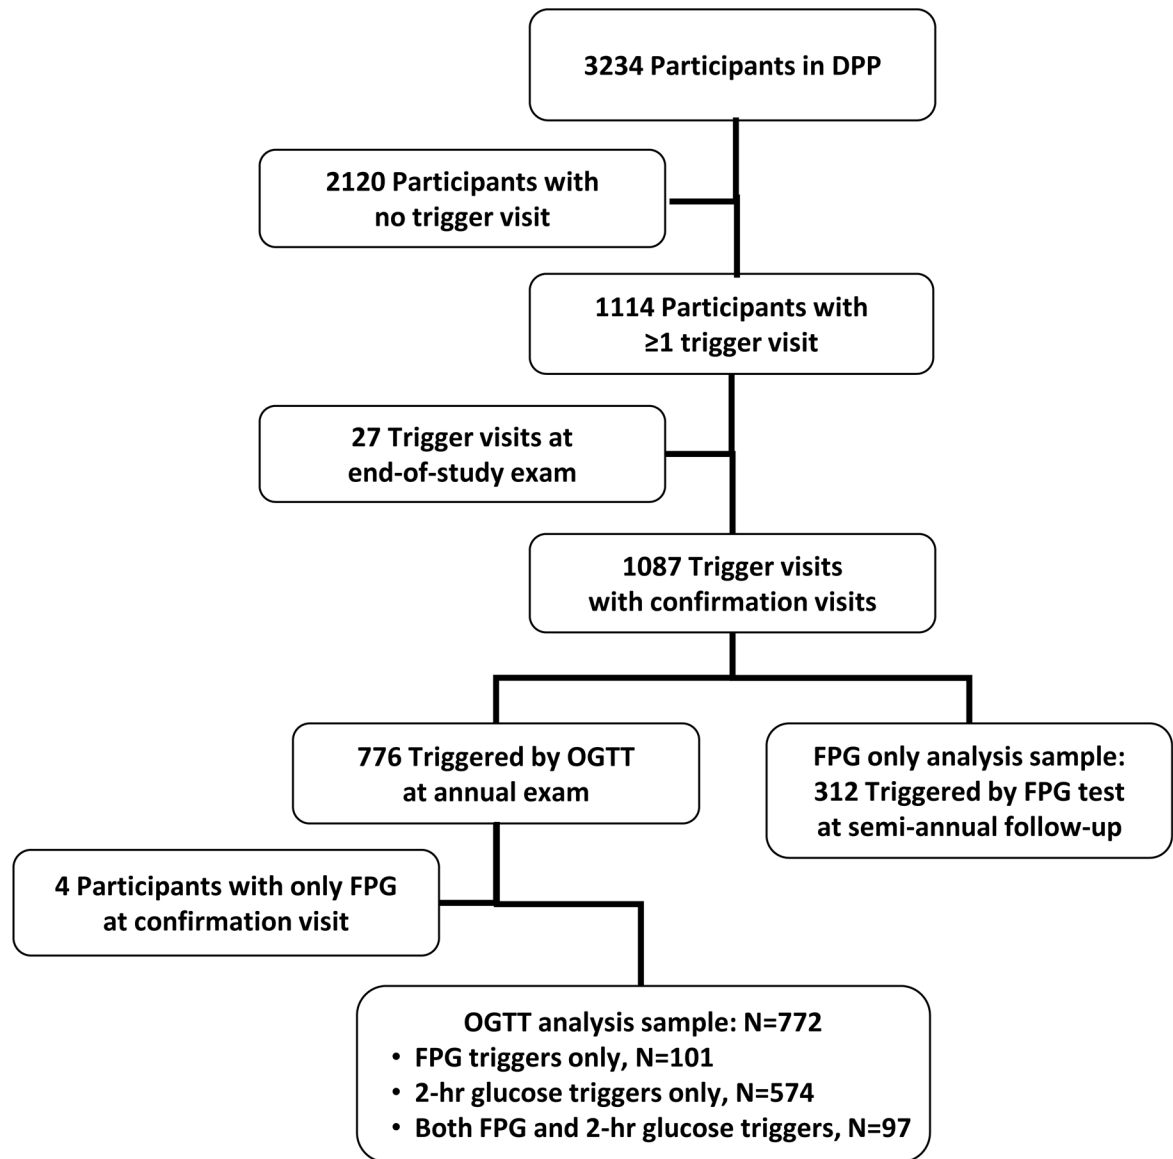 3234 Participants in DPP
2120 Participants with
no trigger visit
1114 Participants with
≥1 trigger visit
27 Trigger visits at
end-of-study exam
1087 Trigger visits
with confirmation visits
776 Triggered by OGTT
at annual exam
FPG only analysis sample:
312 Triggered by FPG test
at semi-annual follow-up
4 Participants with only FPG
at confirmation visit
OGTT analysis sample: N=772
• FPG triggers only, N=101
• 2-hr glucose triggers only, N=574
• Both FPG and 2-hr glucose triggers, N=97